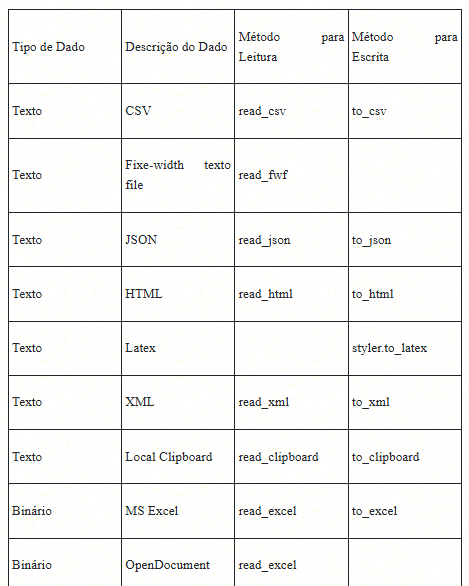 Tipo de Dado Descrição do Dado Método para Leitura Método para Escrita
Texto CSV read_csv to_csv
Texto Fixe-width texto file read_fwf
Texto JSON read_json to_json
Texto HTML read_html to_html
Texto Latex styler.to_latex
Texto XML read_xml to_xml
Texto Local Clipboard read_clipboard to_clipboard
Binário MS Excel read_excel to_excel
Binário OpenDocument read_excel